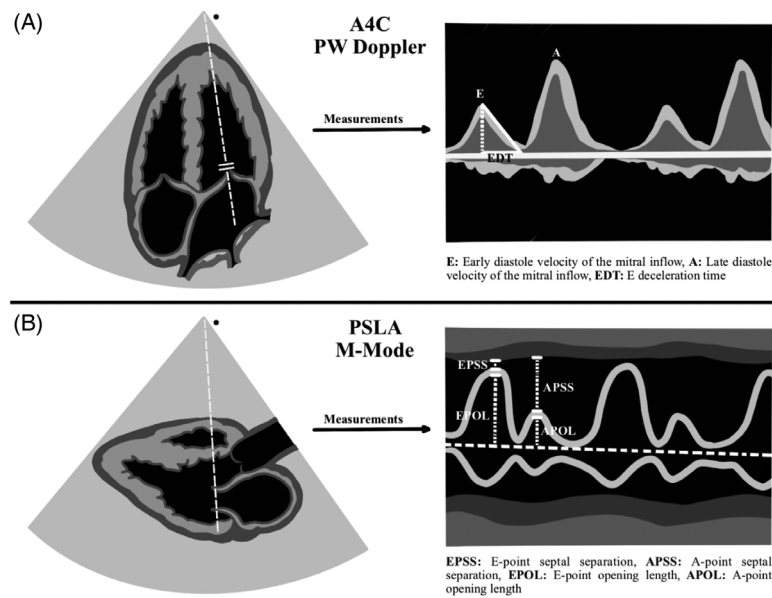 (A)
A4C
PW Doppler
Measurements
E
A
EDT
E: Early diastole velocity of the mitral inflow, A: Late diastole
velocity of the mitral inflow, EDT: E deceleration time
(B)
PSLA
M-Mode
Measurements
EPSS
APSS
EPOL
APOL
EPSS: E-point septal separation, APSS: A-point septal
separation, EPOL: E-point opening length, APOL: A-point
opening length